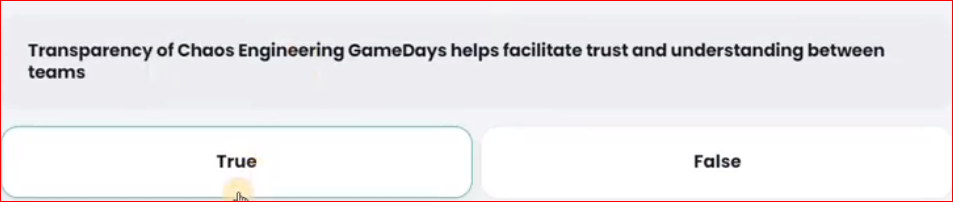 Transparency of Chaos Engineering GameDays helps facilitate trust and understanding between
teams
True
False